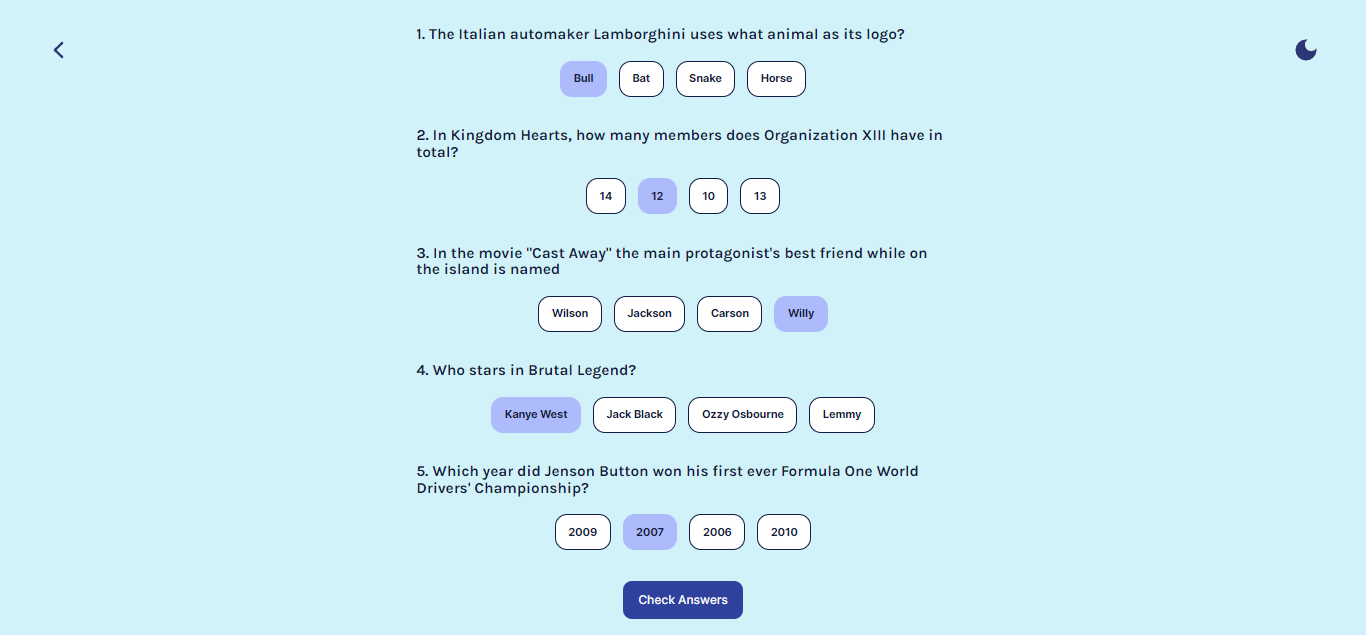 1. The Italian automaker Lamborghini uses what animal as its logo?
Bull Bat Snake Horse
2. In Kingdom Hearts, how many members does Organization XIII have in
total?
14 12 10 13
3. In the movie "Cast Away" the main protagonist's best friend while on
the island is named
Wilson Jackson Carson Willy
4. Who stars in Brutal Legend?
Kanye West Jack Black Ozzy Osbourne Lemmy
5. Which year did Jenson Button won his first ever Formula One World
Drivers' Championship?
2009 2007 2006 2010
Check Answers